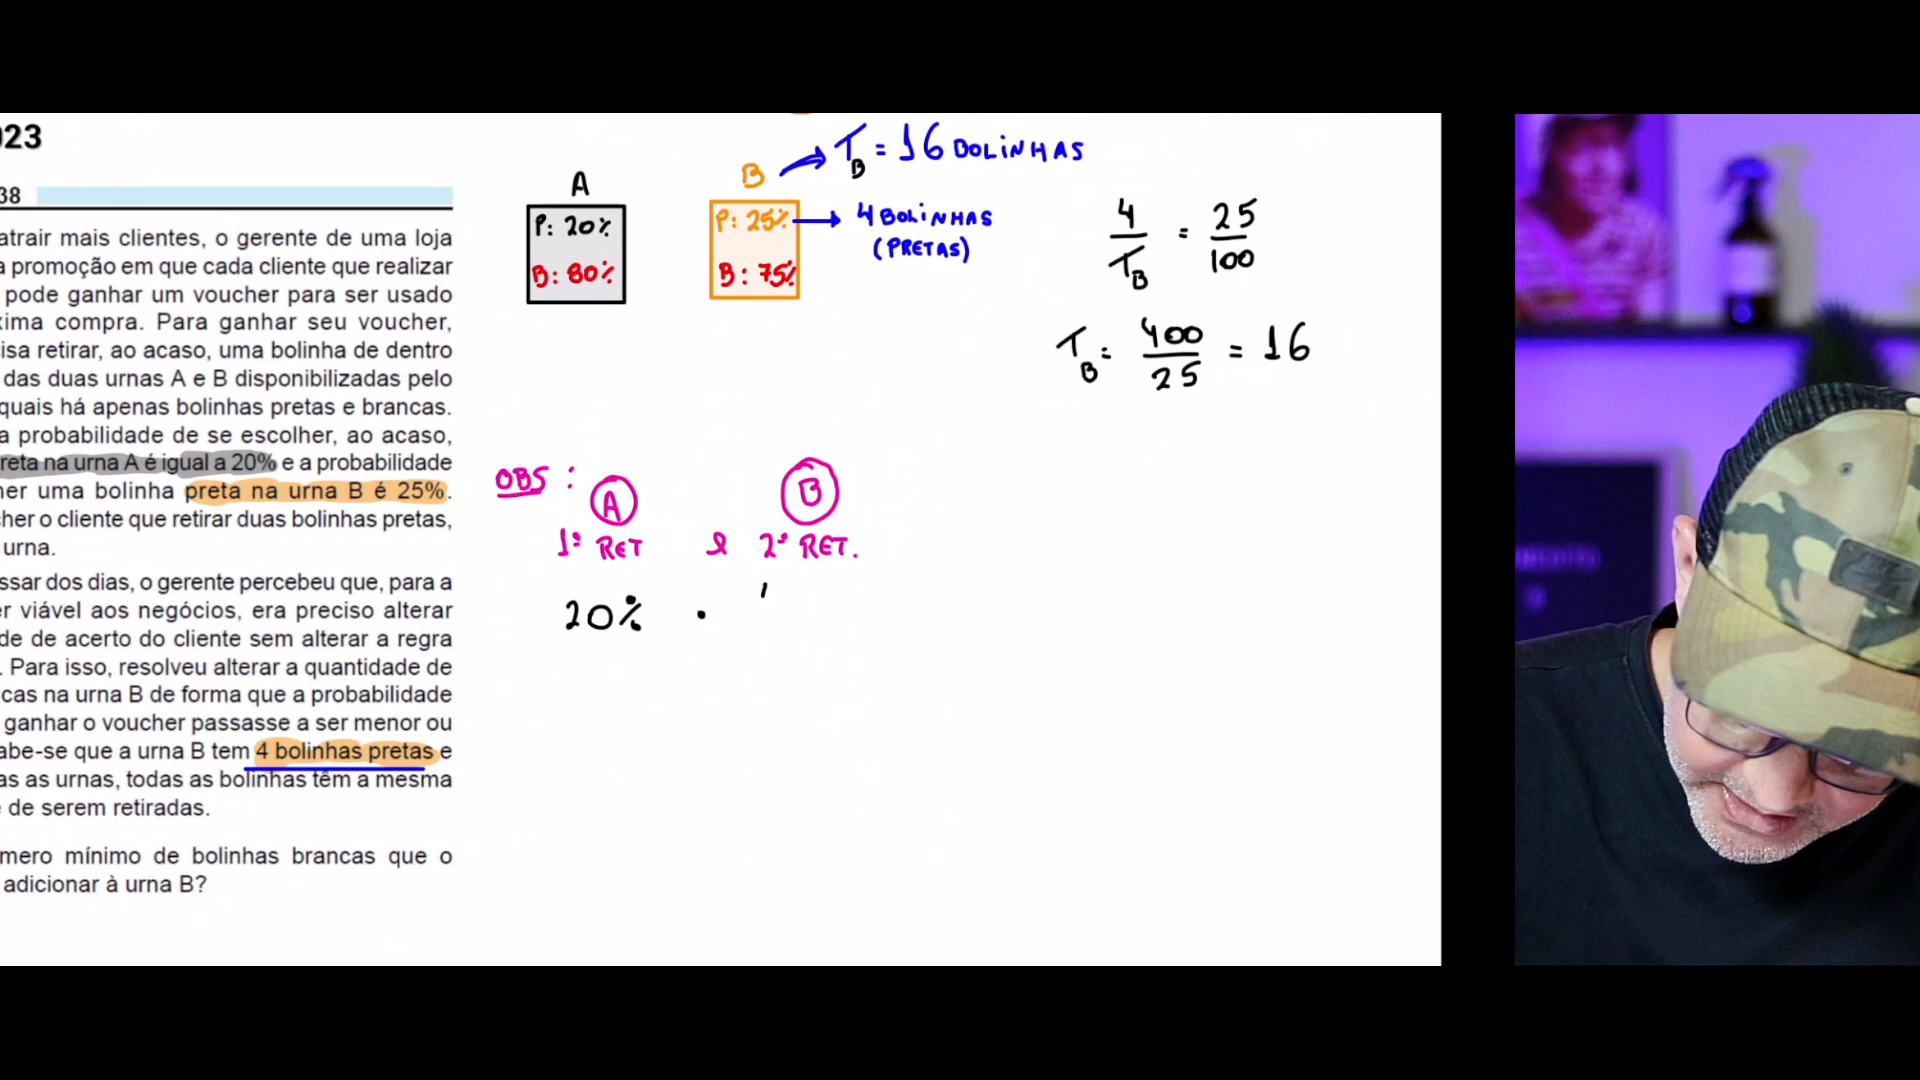 023
38
atrair mais clientes, o gerente de uma loja
a promoção em que cada cliente que realizar
pode ganhar um voucher para ser usado
xima compra. Para ganhar seu voucher,
isa retirar, ao acaso, uma bolinha de dentro
das duas urnas A e B disponibilizadas pelo
quais há apenas bolinhas pretas e brancas.
a probabilidade de se escolher, ao acaso,
reta na urna A é igual a 20% e a probabilidade
her uma bolinha preta na urna B é 25%.
cher o cliente que retirar duas bolinhas pretas,
urna.
ssar dos dias, o gerente percebeu que, para a
er viável aos negócios, era preciso alterar
de de acerto do cliente sem alterar a regra
. Para isso, resolveu alterar a quantidade de
cas na urna B de forma que a probabilidade
ganhar o voucher passasse a ser menor ou
abe-se que a urna B tem 4 bolinhas pretas e
as as urnas, todas as bolinhas têm a mesma
de serem retiradas.
mero mínimo de bolinhas brancas que o
adicionar à urna B?
A
P: 20%
B: 80%
B
P: 25%
B: 75%
T_B = 16 BOLINHAS
4 BOLINHAS
(PRETAS)
4/T_B = 25/100
T_B = 400/25 = 16
OBS :
A B
1ª RET e 2ª RET.
20% ·